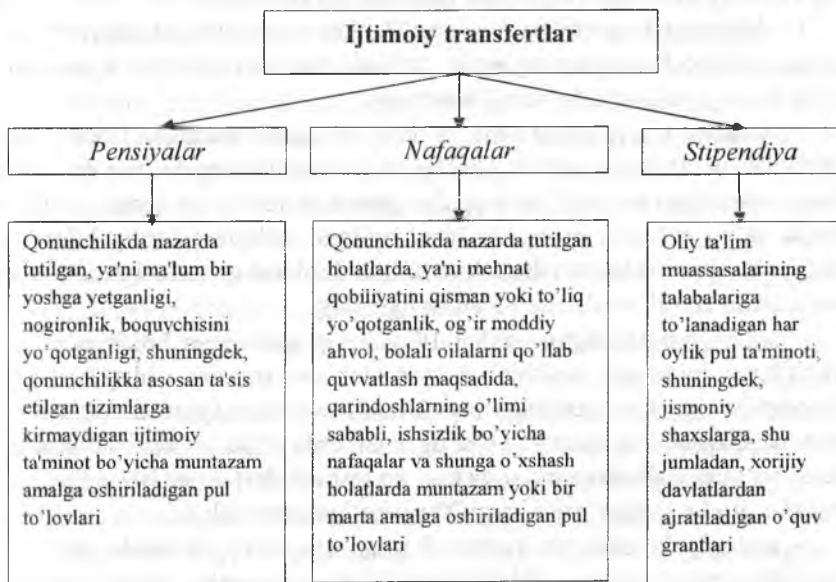 Ijtimoiy transfertlar
Pensiyalar
Nafaqalar
Stipendiya
Qonunchilikda nazarda
tutilgan, ya'ni ma'lum bir
yoshga yetganligi,
nogironlik, boquvchisini
yo'qotganligi, shuningdek,
qonunchilikka asosan ta'sis
etilgan tizimlarga
kirmaydigan ijtimoiy
ta'minot bo'yicha muntazam
amalga oshiriladigan pul
to'lovlari
Qonunchilikda nazarda tutilgan
holatlarda, ya'ni mehnat
qobiliyatini qisman yoki to'liq
yo'qotganlik, og'ir moddiy
ahvol, bolali oilalarni qo'llab
quvvatlash maqsadida,
qarindoshlarning o'limi
sababli, ishsizlik bo'yicha
nafaqalar va shunga o'xshash
holatlarda muntazam yoki bir
marta amalga oshiriladigan pul
to'lovlari
Oliy ta'lim
muassasalarining
talabalariga
to'lanadigan har
oylik pul ta'minoti,
shuningdek,
jismoniy
shaxslarga, shu
jumladan, xorijiy
davlatlardan
ajratiladigan o'quv
grantlari